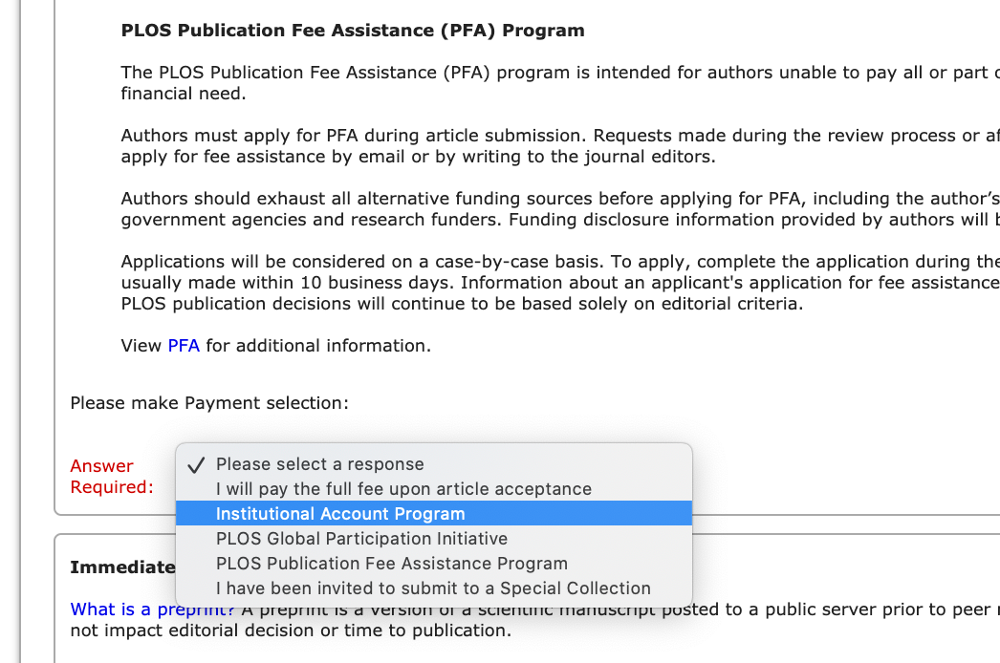 PLOS Publication Fee Assistance (PFA) Program
The PLOS Publication Fee Assistance (PFA) program is intended for authors unable to pay all or part
financial need.
Authors must apply for PFA during article submission. Requests made during the review process or
apply for fee assistance by email or by writing to the journal editors.
Authors should exhaust all alternative funding sources before applying for PFA, including the author's
government agencies and research funders. Funding disclosure information provided by authors will
Applications will be considered on a case-by-case basis. To apply, complete the application during the
usually made within 10 business days. Information about an applicant's application for fee assistance
PLOS publication decisions will continue to be based solely on editorial criteria.
View PFA for additional information.
Please make Payment selection:
Answer
Required:
✓ Please select a response
I will pay the full fee upon article acceptance
Institutional Account Program
PLOS Global Participation Initiative
PLOS Publication Fee Assistance Program
I have been invited to submit to a Special Collection
Immediate
What is a preprint? A preprint is a version of a scientific manuscript posted to a public server prior to peer
not impact editorial decision or time to publication.